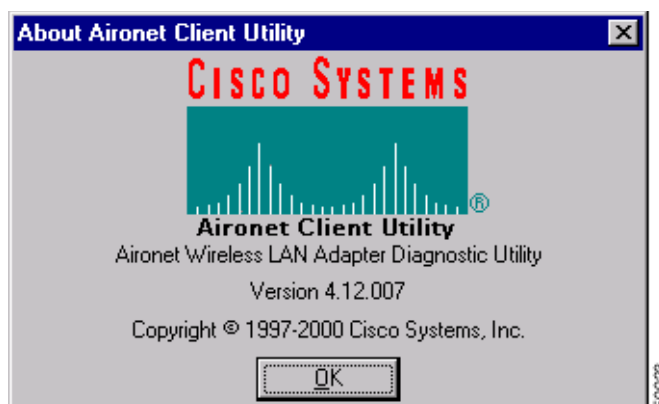 About Aironet Client Utility
CISCO SYSTEMS
®
Aironet Client Utility
Aironet Wireless LAN Adapter Diagnostic Utility
Version 4.12.007
Copyright © 1997-2000 Cisco Systems, Inc.
OK